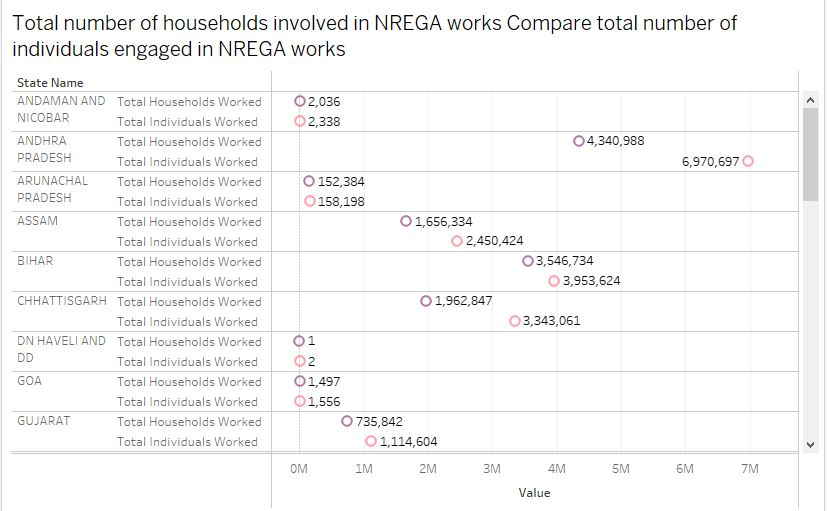 Total number of households involved in NREGA works Compare total number of
individuals engaged in NREGA works
State Name
ANDAMAN AND NICOBAR
Total Households Worked 2,036
Total Individuals Worked 2,338
ANDHRA PRADESH
Total Households Worked 4,340,988
Total Individuals Worked 6,970,697
ARUNACHAL PRADESH
Total Households Worked 152,384
Total Individuals Worked 158,198
ASSAM
Total Households Worked 1,656,334
Total Individuals Worked 2,450,424
BIHAR
Total Households Worked 3,546,734
Total Individuals Worked 3,953,624
CHHATTISGARH
Total Households Worked 1,962,847
Total Individuals Worked 3,343,061
DN HAVELI AND DD
Total Households Worked 1
Total Individuals Worked 2
GOA
Total Households Worked 1,497
Total Individuals Worked 1,556
GUJARAT
Total Households Worked 735,842
Total Individuals Worked 1,114,604
0M 1M 2M 3M 4M 5M 6M 7M
Value